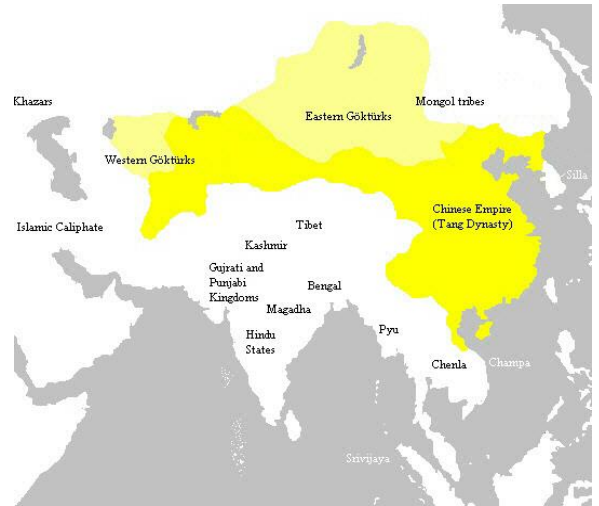 Khazars
Eastern Göktürks
Mongol tribes
Western Göktürks
Silla
Chinese Empire
(Tang Dynasty)
Islamic Caliphate
Tibet
Kashmir
Gujrati and
Punjabi
Kingdoms
Bengal
Magadha
Hindu
States
Pyu
Chenla
Champa
Srivijaya